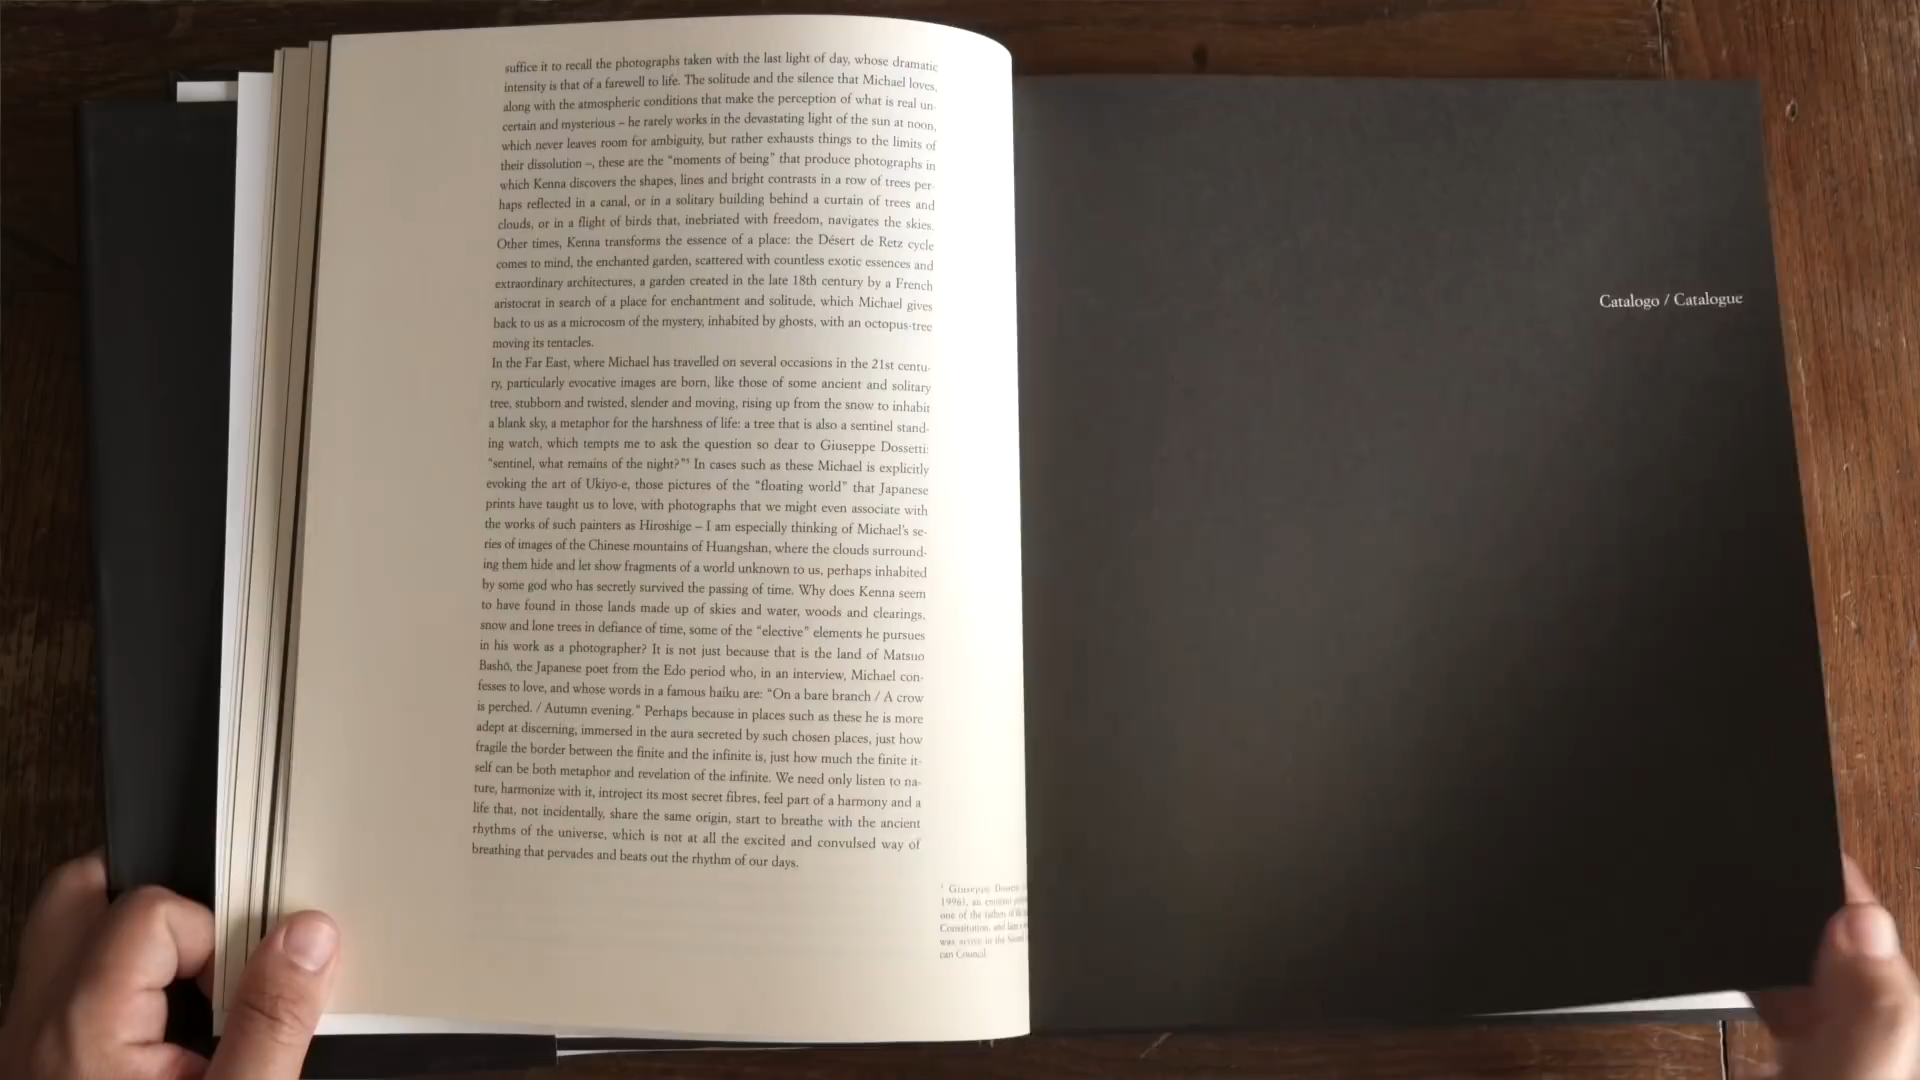 suffice it to recall the photographs taken with the last light of day, whose dramatic
intensity is that of a farewell to life. The solitude and the silence that Michael loves,
along with the atmospheric conditions that make the perception of what is real un-
certain and mysterious – he rarely works in the devastating light of the sun at noon,
which never leaves room for ambiguity, but rather exhausts things to the limits of
their dissolution –, these are the “moments of being” that produce photographs in
which Kenna discovers the shapes, lines and bright contrasts in a row of trees per-
haps reflected in a canal, or in a solitary building behind a curtain of trees and
clouds, or in a flight of birds that, inebriated with freedom, navigates the skies.
Other times, Kenna transforms the essence of a place: the Désert de Retz cycle
comes to mind, the enchanted garden, scattered with countless exotic essences and
extraordinary architectures, a garden created in the late 18th century by a French
aristocrat in search of a place for enchantment and solitude, which Michael gives
back to us as a microcosm of the mystery, inhabited by ghosts, with an octopus-tree
moving its tentacles.
In the Far East, where Michael has travelled on several occasions in the 21st centu-
ry, particularly evocative images are born, like those of some ancient and solitary
tree, stubborn and twisted, slender and moving, rising up from the snow to inhabit
a blank sky, a metaphor for the harshness of life: a tree that is also a sentinel stand-
ing watch, which tempts me to ask the question so dear to Giuseppe Dossetti:
“sentinel, what remains of the night?” In cases such as these Michael is explicitly
evoking the art of Ukiyo-e, those pictures of the “floating world” that Japanese
prints have taught us to love, with photographs that we might even associate with
the works of such painters as Hiroshige – I am especially thinking of Michael’s se-
ries of images of the Chinese mountains of Huangshan, where the clouds surround-
ing them hide and let show fragments of a world unknown to us, perhaps inhabited
by some god who has secretly survived the passing of time. Why does Kenna seem
to have found in those lands made up of skies and water, woods and clearings,
snow and lone trees in defiance of time, some of the “elective” elements he pursues
in his work as a photographer? It is not just because that is the land of Matsuo
Bashō, the Japanese poet from the Edo period who, in an interview, Michael con-
fesses to love, and whose words in a famous haiku are: “On a bare branch / A crow
is perched. / Autumn evening.” Perhaps because in places such as these he is more
adept at discerning, immersed in the aura secreted by such chosen places, just how
fragile the border between the finite and the infinite is, just how much the finite it-
self can be both metaphor and revelation of the infinite. We need only listen to na-
ture, harmonize with it, introject its most secret fibres, feel part of a harmony and a
life that, not incidentally, share the same origin, start to breathe with the ancient
rhythms of the universe, which is not at all the excited and convulsed way of
breathing that pervades and beats out the rhythm of our days.
Giuseppe
1996), an
one of the fathers of
Constitution, and
was active in the
can Council.
Catalogo / Catalogue